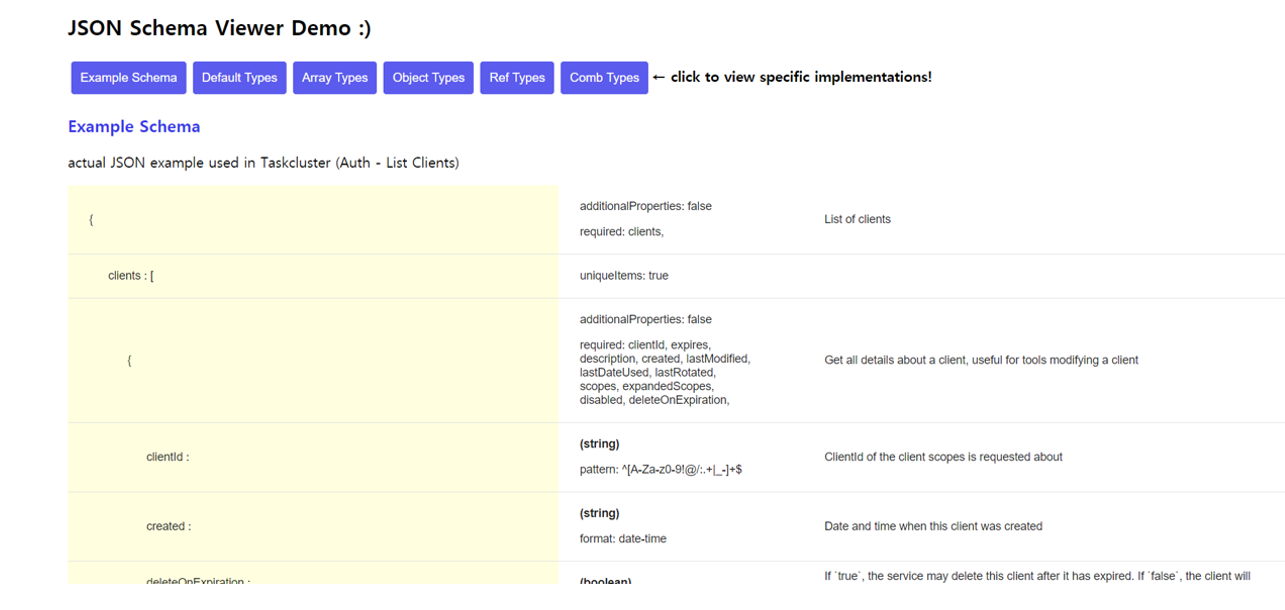 JSON Schema Viewer Demo :)
Example Schema Default Types Array Types Object Types Ref Types Comb Types ← click to view specific implementations!
Example Schema
actual JSON example used in Taskcluster (Auth - List Clients)
{
additionalProperties: false
required: clients,
List of clients
clients : [
uniqueItems: true
{
additionalProperties: false
required: clientId, expires,
description, created, lastModified,
lastDateUsed, lastRotated,
scopes, expandedScopes,
disabled, deleteOnExpiration,
Get all details about a client, useful for tools modifying a client
clientId :
(string)
pattern: ^[A-Za-z0-9!@/:.+|_-]+$
ClientId of the client scopes is requested about
created :
(string)
format: date-time
Date and time when this client was created
deleteOnExpiration :
(boolean)
If `true`, the service may delete this client after it has expired. If `false`, the client will